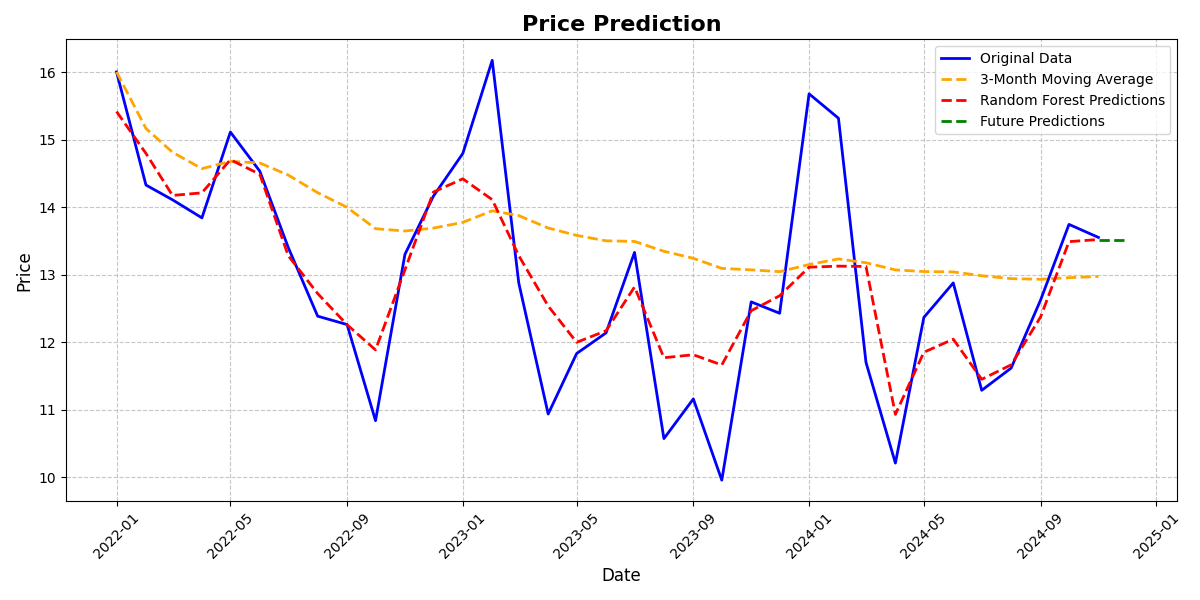 Price Prediction
Original Data
3-Month Moving Average
Random Forest Predictions
Future Predictions
Price
16
15
14
13
12
11
10
2022-01
2022-05
2022-09
2023-01
2023-05
2023-09
2024-01
2024-05
2024-09
2025-01
Date